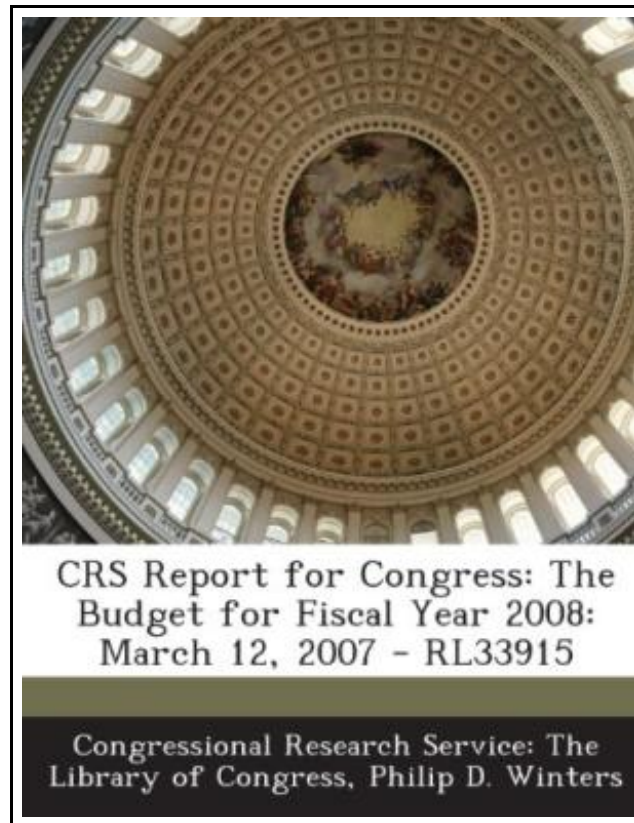 CRS Report for Congress: The
Budget for Fiscal Year 2008:
March 12, 2007 - RL33915
Congressional Research Service: The
Library of Congress, Philip D. Winters